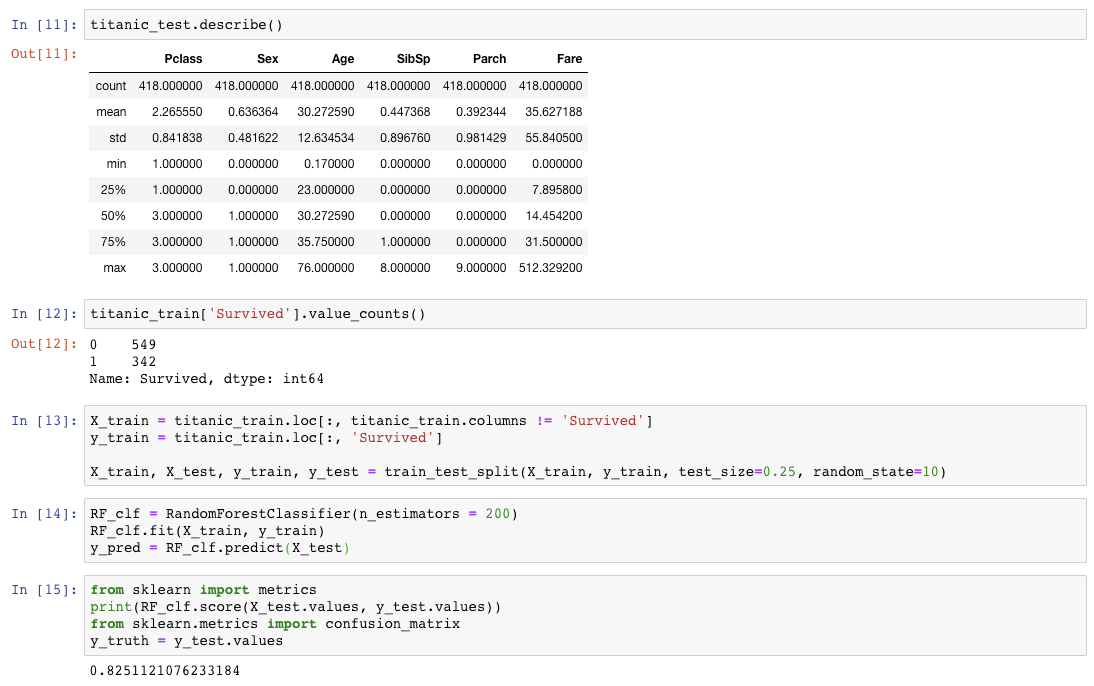 In [11]: titanic_test.describe()
Out[11]:
Pclass Sex Age SibSp Parch Fare
count 418.000000 418.000000 418.000000 418.000000 418.000000 418.000000
mean 2.265550 0.636364 30.272590 0.447368 0.392344 35.627188
std 0.841838 0.481622 12.634534 0.896760 0.981429 55.840500
min 1.000000 0.000000 0.170000 0.000000 0.000000 0.000000
25% 1.000000 0.000000 23.000000 0.000000 0.000000 7.895800
50% 3.000000 1.000000 30.272590 0.000000 0.000000 14.454200
75% 3.000000 1.000000 35.750000 1.000000 0.000000 31.500000
max 3.000000 1.000000 76.000000 8.000000 9.000000 512.329200
In [12]: titanic_train['Survived'].value_counts()
Out[12]: 0    549
1    342
Name: Survived, dtype: int64
In [13]: X_train = titanic_train.loc[:, titanic_train.columns != 'Survived']
y_train = titanic_train.loc[:, 'Survived']
X_train, X_test, y_train, y_test = train_test_split(X_train, y_train, test_size=0.25, random_state=10)
In [14]: RF_clf = RandomForestClassifier(n_estimators = 200)
RF_clf.fit(X_train, y_train)
y_pred = RF_clf.predict(X_test)
In [15]: from sklearn import metrics
print(RF_clf.score(X_test.values, y_test.values))
from sklearn.metrics import confusion_matrix
y_truth = y_test.values
0.8251121076233184